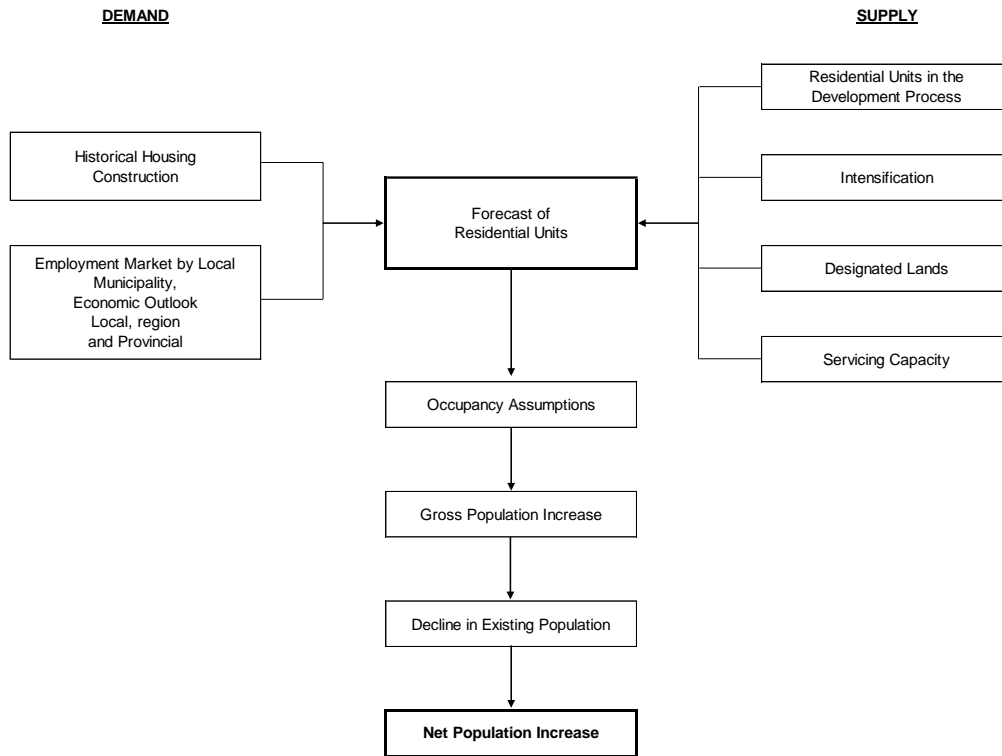 DEMAND
SUPPLY
Residential Units in the
Development Process
Historical Housing
Construction
Intensification
Forecast of
Residential Units
Employment Market by Local
Municipality,
Economic Outlook
Local, region
and Provincial
Designated Lands
Servicing Capacity
Occupancy Assumptions
Gross Population Increase
Decline in Existing Population
Net Population Increase